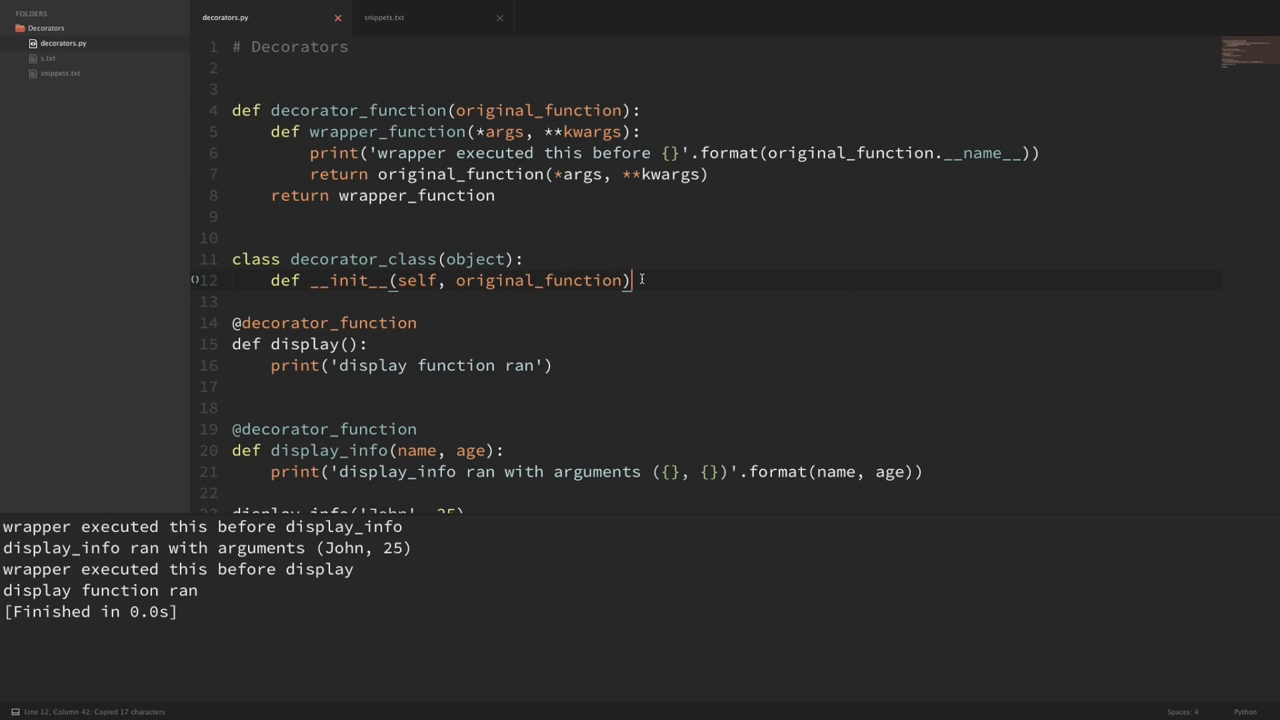 FOLDERS
Decorators
decorators.py
s.txt
snippets.txt
decorators.py
snippets.txt
1 # Decorators
2
3
4 def decorator_function(original_function):
5     def wrapper_function(*args, **kwargs):
6         print('wrapper executed this before {}'.format(original_function.__name__))
7         return original_function(*args, **kwargs)
8     return wrapper_function
9
10
11 class decorator_class(object):
12     def __init__(self, original_function)
13
14 @decorator_function
15 def display():
16     print('display function ran')
17
18
19 @decorator_function
20 def display_info(name, age):
21     print('display_info ran with arguments ({}, {})'.format(name, age))
22
23 display_info('John', 25)
wrapper executed this before display_info
display_info ran with arguments (John, 25)
wrapper executed this before display
display function ran
[Finished in 0.0s]
Line 12, Column 42; Copied 17 characters
Spaces: 4
Python